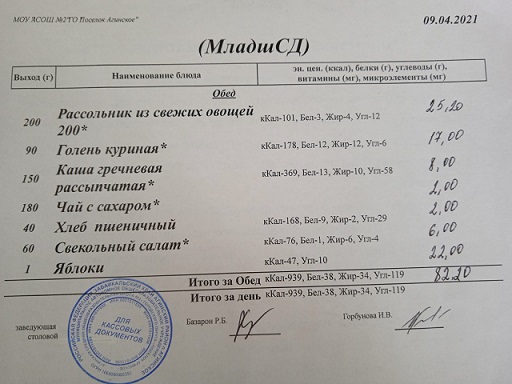 МОУ АСОШ №2 ГО Поселок Агинское" 09.04.2021
(МладшСД)
Выход (г) Наименование блюда эн. цен. (ккал), белки (г), углеводы (г), витамины (мг), микроэлементы (мг)
Обед
200 Рассольник из свежих овощей 200* кКал-101, Бел-3, Жир-4, Угл-12 25,20
90 Голень куриная* кКал-178, Бел-12, Жир-12, Угл-6 17,00
150 Каша гречневая рассыпчатая* кКал-369, Бел-13, Жир-10, Угл-58 8,00
180 Чай с сахаром* 2,00
40 Хлеб пшеничный кКал-168, Бел-9, Жир-2, Угл-29 2,00
60 Свекольный салат* кКал-76, Бел-1, Жир-6, Угл-4 6,00
1 Яблоки кКал-47, Угл-10 22,00
Итого за Обед кКал-939, Бел-38, Жир-34, Угл-119 82.20
Итого за день кКал-939, Бел-38, Жир-34, Угл-119
заведующая столовой Базарон Р.Б. Горбунова И.В.
ДЛЯ
КАССОВЫХ
ДОКУМЕНТОВ